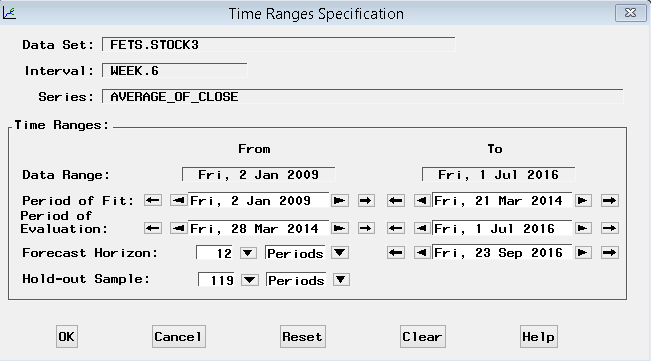 Time Ranges Specification
Data Set: FETS.STOCK3
Interval: WEEK.6
Series: AVERAGE_OF_CLOSE
Time Ranges:
From To
Data Range: Fri, 2 Jan 2009 Fri, 1 Jul 2016
Period of Fit: Fri, 2 Jan 2009 Fri, 21 Mar 2014
Period of
Evaluation: Fri, 28 Mar 2014 Fri, 1 Jul 2016
Forecast Horizon: 12 Periods Fri, 23 Sep 2016
Hold-out Sample: 119 Periods
OK Cancel Reset Clear Help